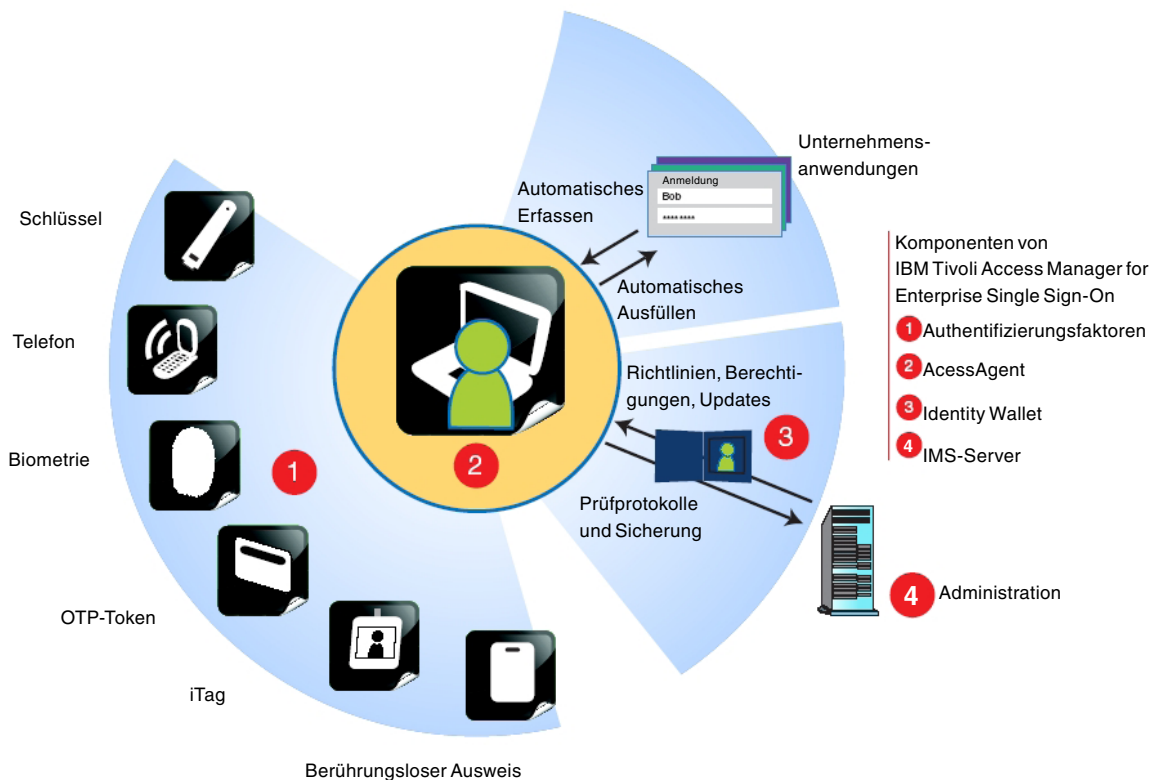 Schlüssel
Telefon
Biometrie
OTP-Token
iTag
Berührungsloser Ausweis
1
2
Automatisches
Erfassen
Automatisches
Ausfüllen
Anmeldung
Bob
********
Unternehmens-
anwendungen
Richtlinien, Berechti-
gungen, Updates
3
Prüfprotokolle
und Sicherung
4
Administration
Komponenten von
IBM Tivoli Access Manager for
Enterprise Single Sign-On
1 Authentifizierungsfaktoren
2 AcessAgent
3 Identity Wallet
4 IMS-Server